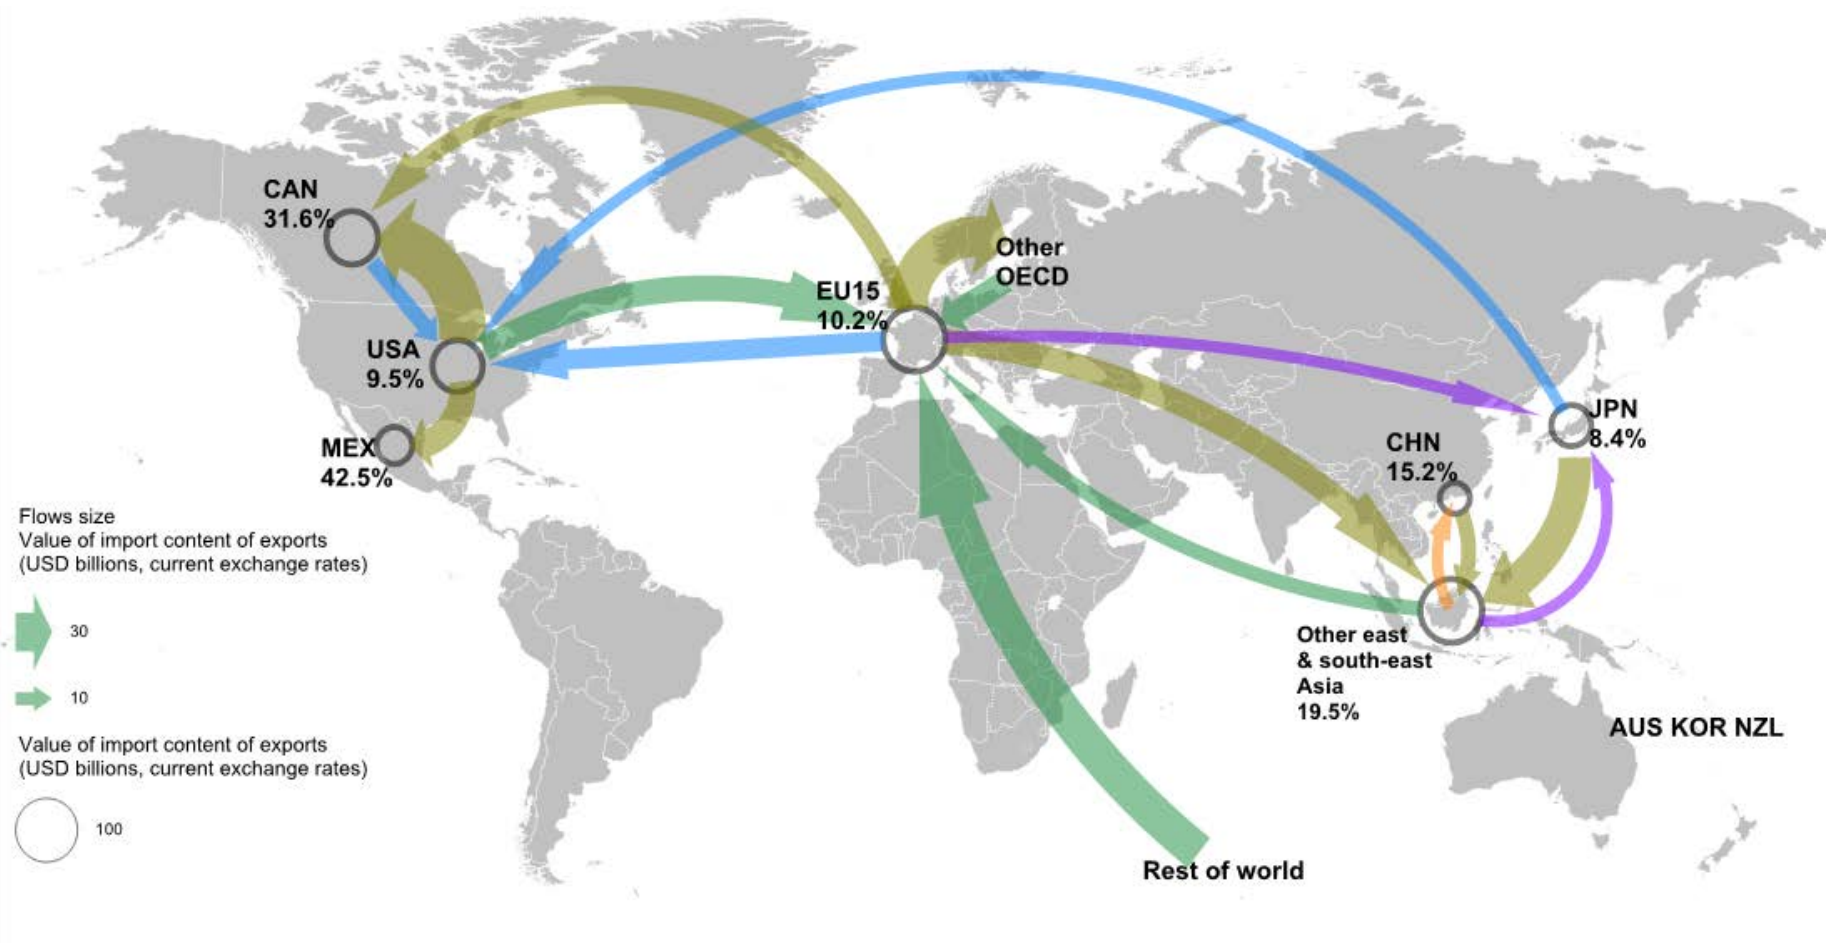 CAN
31.6%
Other
OECD
EU15
10.2%
USA
9.5%
JPN
8.4%
CHN
15.2%
MEX
42.5%
Flows size
Value of import content of exports
(USD billions, current exchange rates)
30
10
Value of import content of exports
(USD billions, current exchange rates)
100
Other east
& south-east
Asia
19.5%
AUS KOR NZL
Rest of world